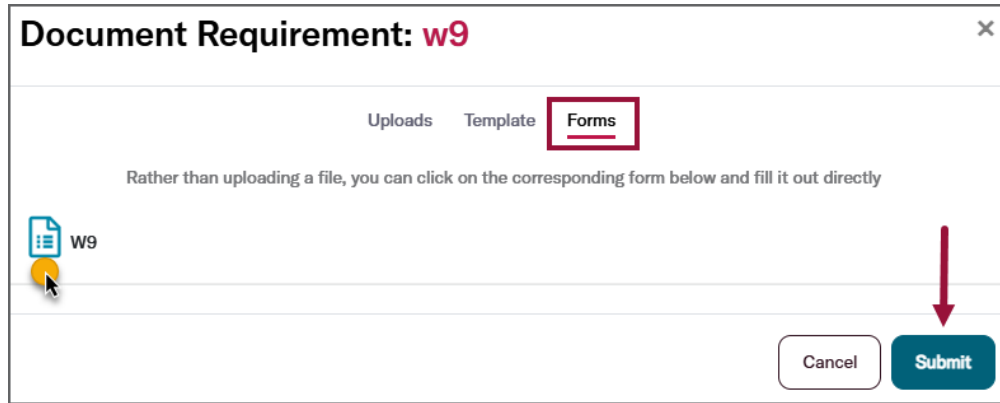 Document Requirement: w9
×
Uploads Template Forms
Rather than uploading a file, you can click on the corresponding form below and fill it out directly
W9
Cancel Submit